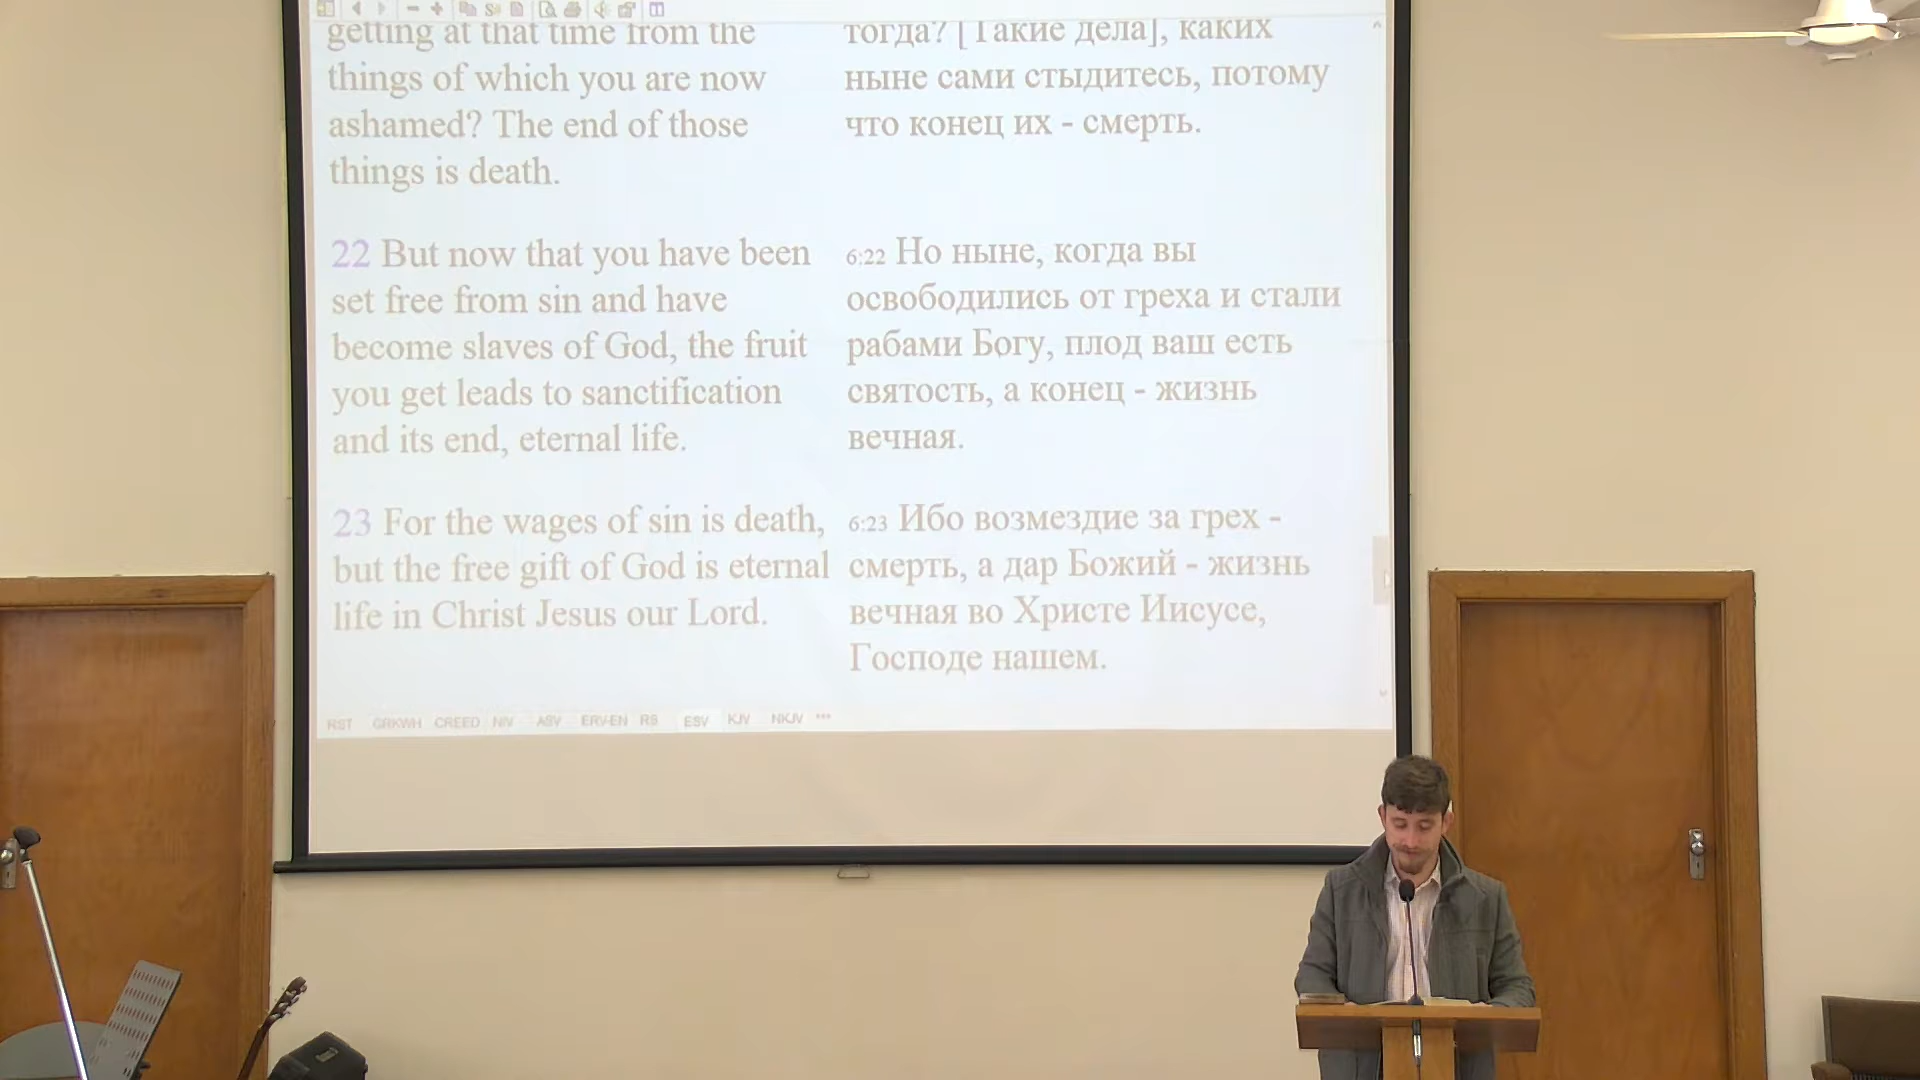 getting at that time from the
things of which you are now
ashamed? The end of those
things is death.
22 But now that you have been
set free from sin and have
become slaves of God, the fruit
you get leads to sanctification
and its end, eternal life.
23 For the wages of sin is death,
but the free gift of God is eternal
life in Christ Jesus our Lord.
тогда? [Такие дела], каких
ныне сами стыдитесь, потому
что конец их - смерть.
6:22 Но ныне, когда вы
освободились от греха и стали
рабами Богу, плод ваш есть
святость, а конец - жизнь
вечная.
6:23 Ибо возмездие за грех -
смерть, а дар Божий - жизнь
вечная во Христе Иисусе,
Господе нашем.
RST GRKWH CREED NIV ASV ERV-EN RS ESV KJV NKJV ***